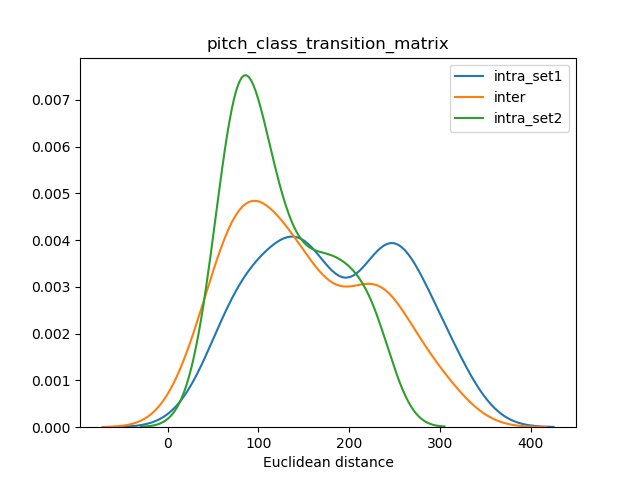 pitch_class_transition_matrix
intra_set1
inter
intra_set2
0.007
0.006
0.005
0.004
0.003
0.002
0.001
0.000
0 100 200 300 400
Euclidean distance